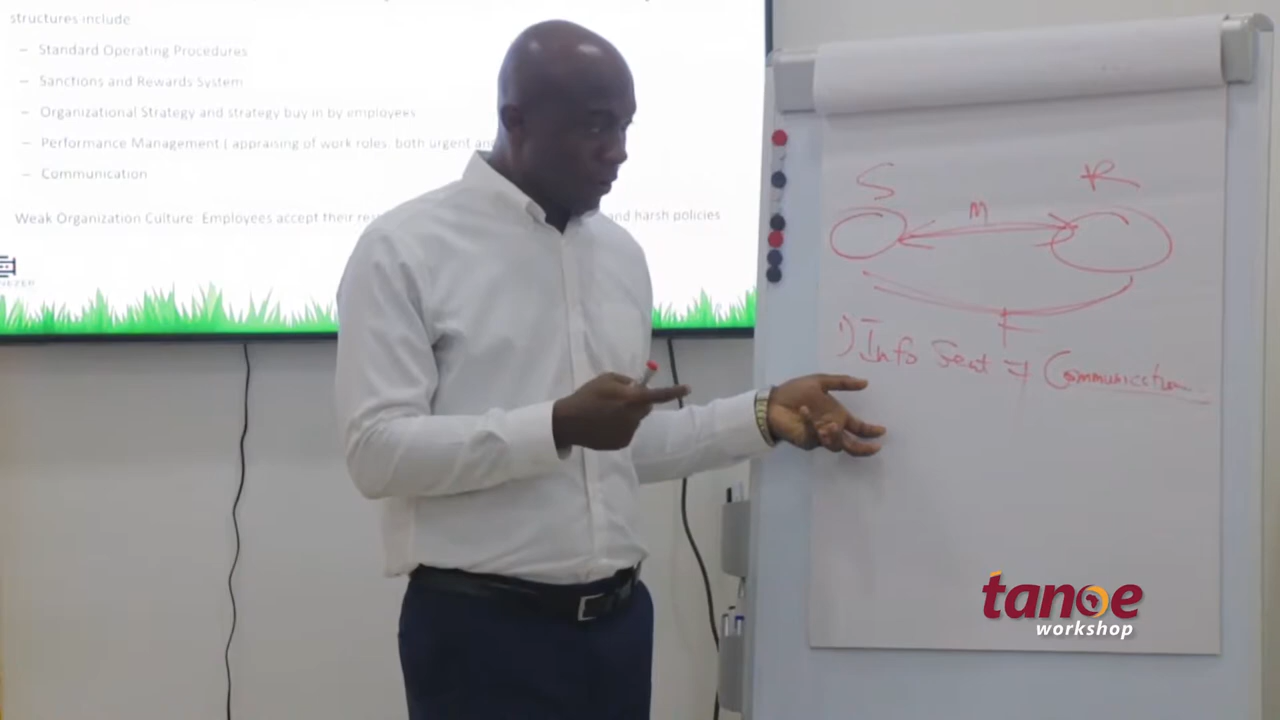 structures include
– Standard Operating Procedures
– Sanctions and Rewards System
– Organizational Strategy and strategy buy in by employees
– Performance Management | appraising of work roles, both urgent an
– Communication
Weak Organization Culture: Employees accept their res
and harsh policies
S
R
M
F
1) Info Sent ≠ Communication
tanoe
workshop